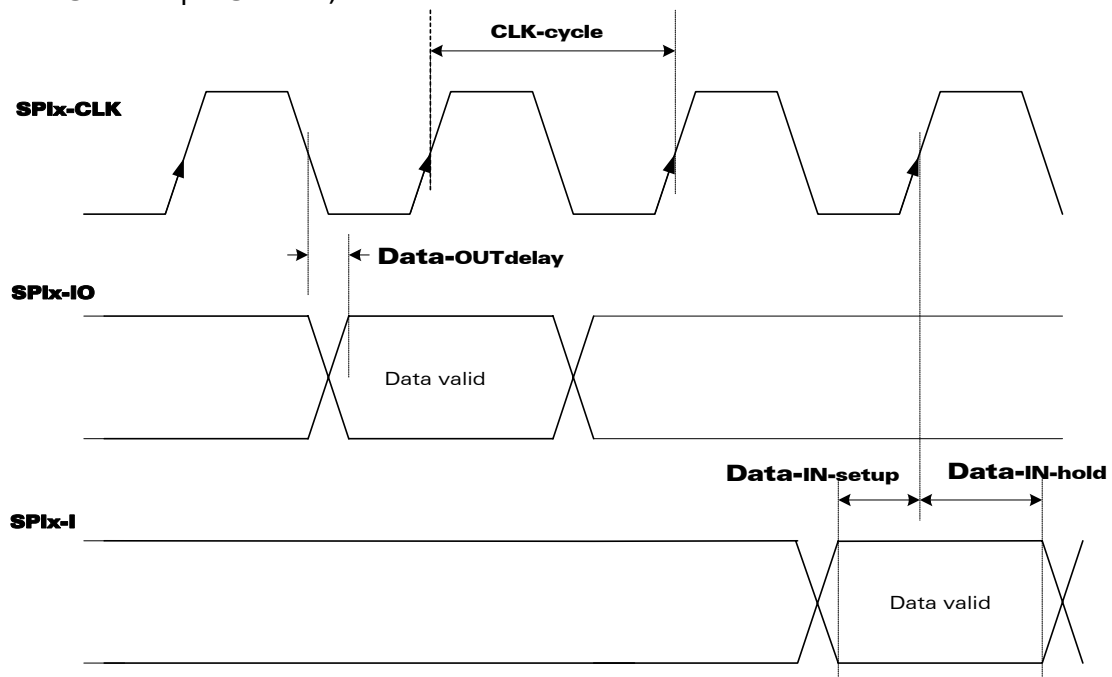 CLK-cycle
SPIx-CLK
Data-OUTdelay
SPIx-IO
Data valid
Data-IN-setup
Data-IN-hold
SPIx-I
Data valid